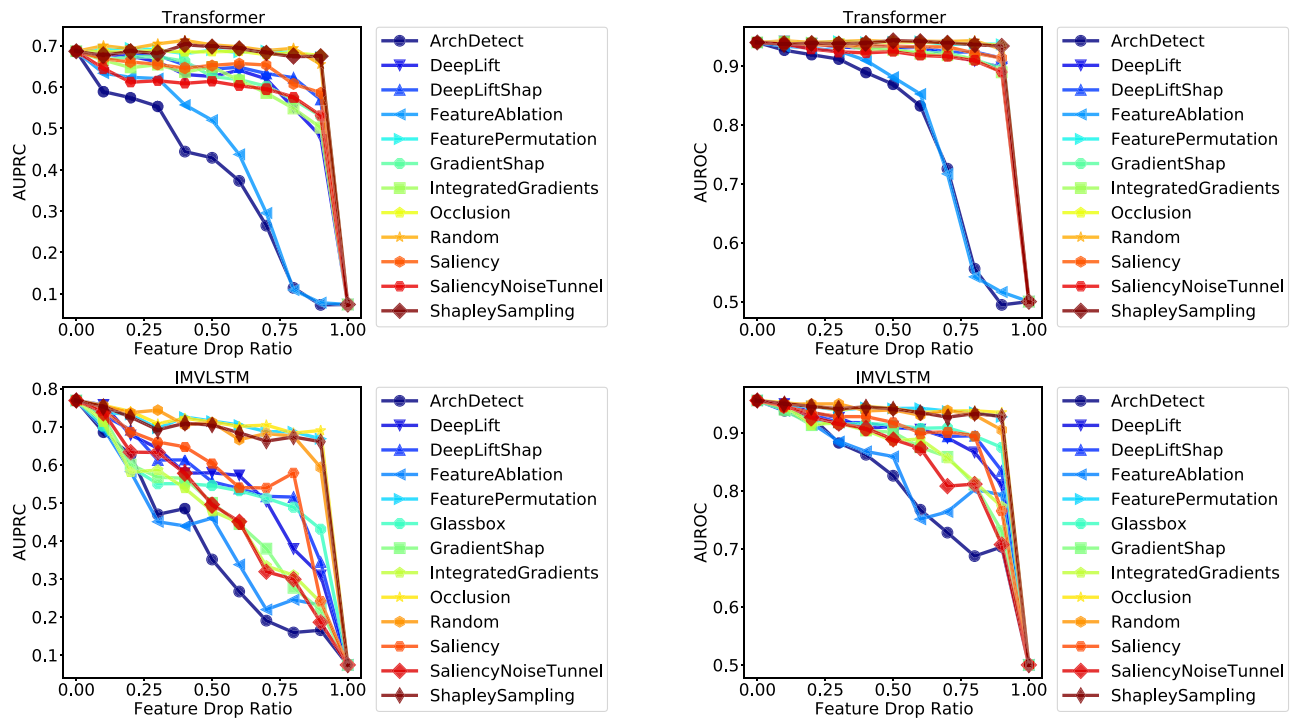 Transformer
AUPRC
0.7
0.6
0.5
0.4
0.3
0.2
0.1
0.00 0.25 0.50 0.75 1.00
Feature Drop Ratio
ArchDetect
DeepLift
DeepLiftShap
FeatureAblation
FeaturePermutation
GradientShap
IntegratedGradients
Occlusion
Random
Saliency
SaliencyNoiseTunnel
ShapleySampling
Transformer
AUROC
0.9
0.8
0.7
0.6
0.5
0.00 0.25 0.50 0.75 1.00
Feature Drop Ratio
ArchDetect
DeepLift
DeepLiftShap
FeatureAblation
FeaturePermutation
GradientShap
IntegratedGradients
Occlusion
Random
Saliency
SaliencyNoiseTunnel
ShapleySampling
IMVLSTM
AUPRC
0.8
0.7
0.6
0.5
0.4
0.3
0.2
0.1
0.00 0.25 0.50 0.75 1.00
Feature Drop Ratio
ArchDetect
DeepLift
DeepLiftShap
FeatureAblation
FeaturePermutation
Glassbox
GradientShap
IntegratedGradients
Occlusion
Random
Saliency
SaliencyNoiseTunnel
ShapleySampling
IMVLSTM
AUROC
0.9
0.8
0.7
0.6
0.5
0.00 0.25 0.50 0.75 1.00
Feature Drop Ratio
ArchDetect
DeepLift
DeepLiftShap
FeatureAblation
FeaturePermutation
Glassbox
GradientShap
IntegratedGradients
Occlusion
Random
Saliency
SaliencyNoiseTunnel
ShapleySampling